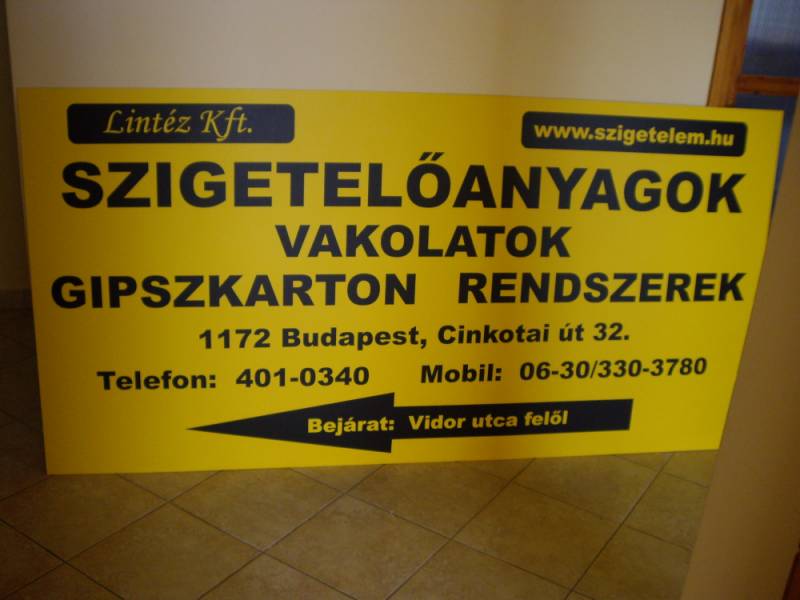 Lintéz Kft.
www.szigetelem.hu
SZIGETELŐANYAGOK
VAKOLATOK
GIPSZKARTON RENDSZEREK
1172 Budapest, Cinkotai út 32.
Telefon: 401-0340 Mobil: 06-30/330-3780
Bejárat: Vidor utca felől